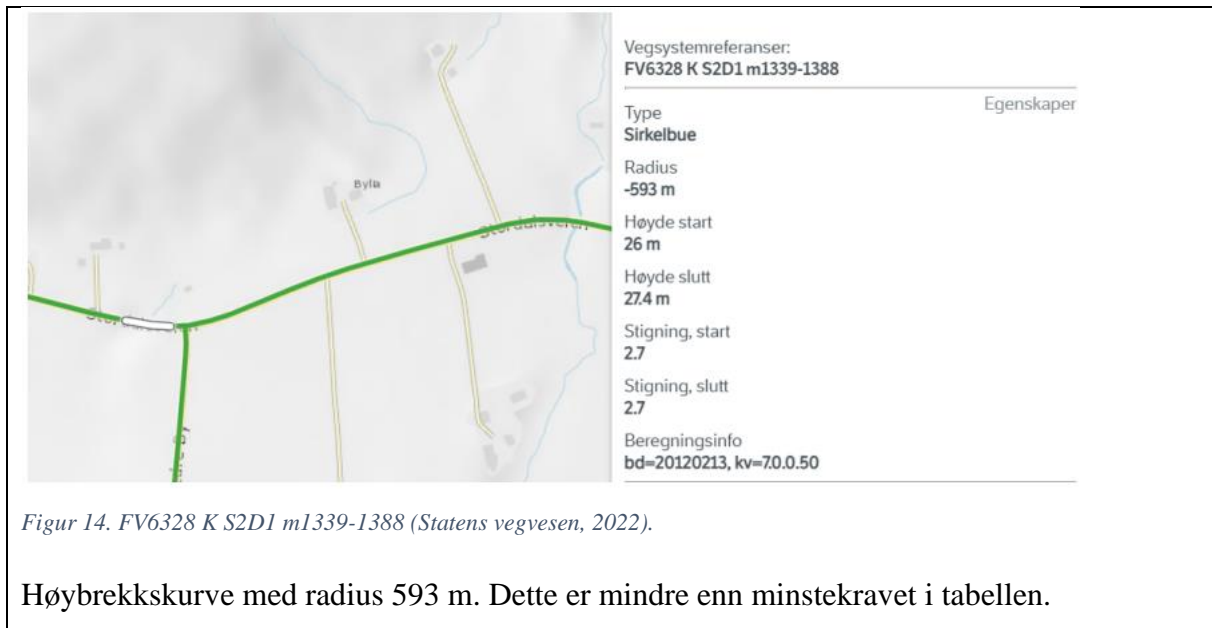 Bylia
Stordalsveien
Vegsystemreferanser:
FV6328 K S2D1 m1339-1388
Egenskaper
Type
Sirkelbue
Radius
-593 m
Høyde start
26 m
Høyde slutt
27.4 m
Stigning, start
2.7
Stigning, slutt
2.7
Beregningsinfo
bd=20120213, kv=7.0.0.50
Figur 14. FV6328 K S2D1 m1339-1388 (Statens vegvesen, 2022).
Høybrekkskurve med radius 593 m. Dette er mindre enn minstekravet i tabellen.